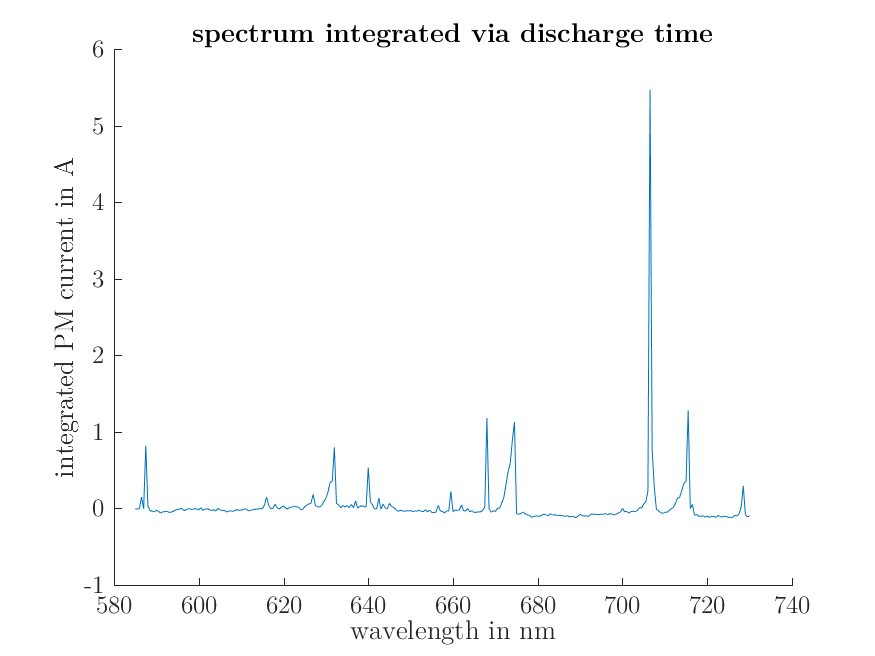 spectrum integrated via discharge time
integrated PM current in A
6
5
4
3
2
1
0
-1
580 600 620 640 660 680 700 720 740
wavelength in nm